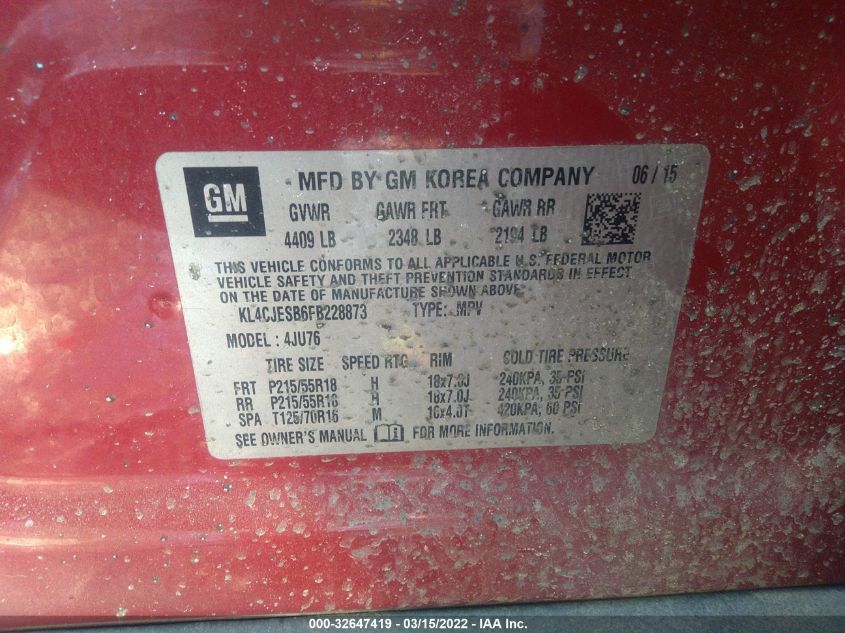 GM MFD BY GM KOREA COMPANY 06 / 15
GVWR GAWR FRT GAWR RR
4409 LB 2348 LB 2194 LB
THIS VEHICLE CONFORMS TO ALL APPLICABLE U.S. FEDERAL MOTOR
VEHICLE SAFETY AND THEFT PREVENTION STANDARDS IN EFFECT
ON THE DATE OF MANUFACTURE SHOWN ABOVE.
KL4CJESB6FB228873 TYPE: MPV
MODEL : 4JU76
TIRE SIZE SPEED RTG RIM COLD TIRE PRESSURE
FRT P215/55R18 H 18x7.0J 240KPA, 35 PSI
RR P215/55R18 H 18x7.0J 240KPA, 35 PSI
SPA T125/70R16 M 16x4.0T 420KPA, 60 PSI
SEE OWNER'S MANUAL FOR MORE INFORMATION.
000-32647419 - 03/15/2022 - IAA Inc.